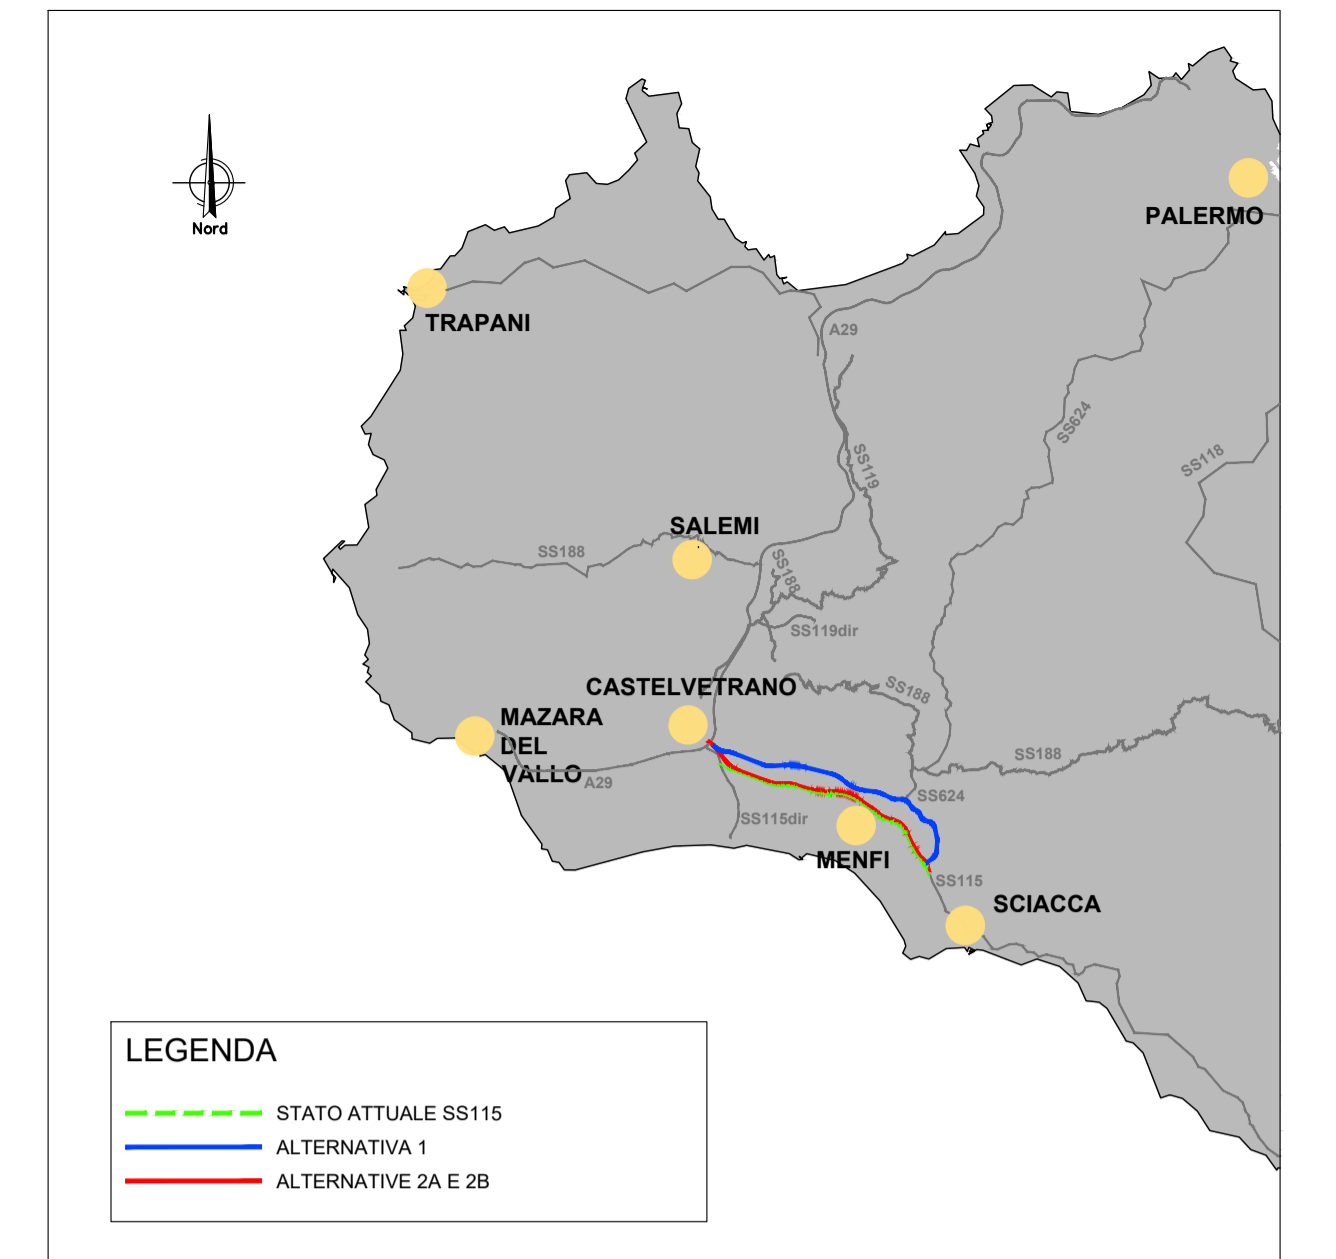 Nord
PALERMO
TRAPANI
A29
SS624
SS118
SS119
SALEMI
SS188
SS188
SS119dir
CASTELVETRANO
SS188
MAZARA
DEL
VALLO
A29
SS188
SS624
SS115dir
MENFI
SS115
SCIACCA
LEGENDA
STATO ATTUALE SS115
ALTERNATIVA 1
ALTERNATIVE 2A E 2B